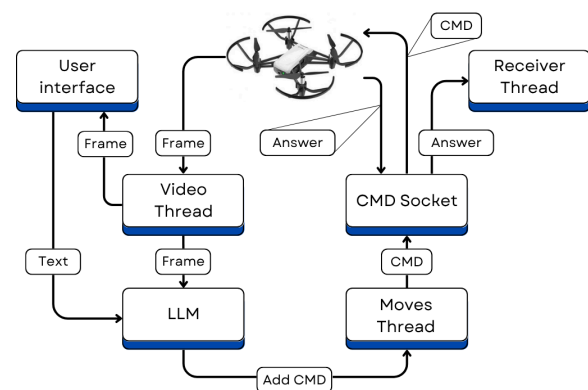 CMD
User
interface
Receiver
Thread
Frame
Frame
Answer
Answer
Video
Thread
CMD Socket
Text
Frame
CMD
LLM
Moves
Thread
Add CMD